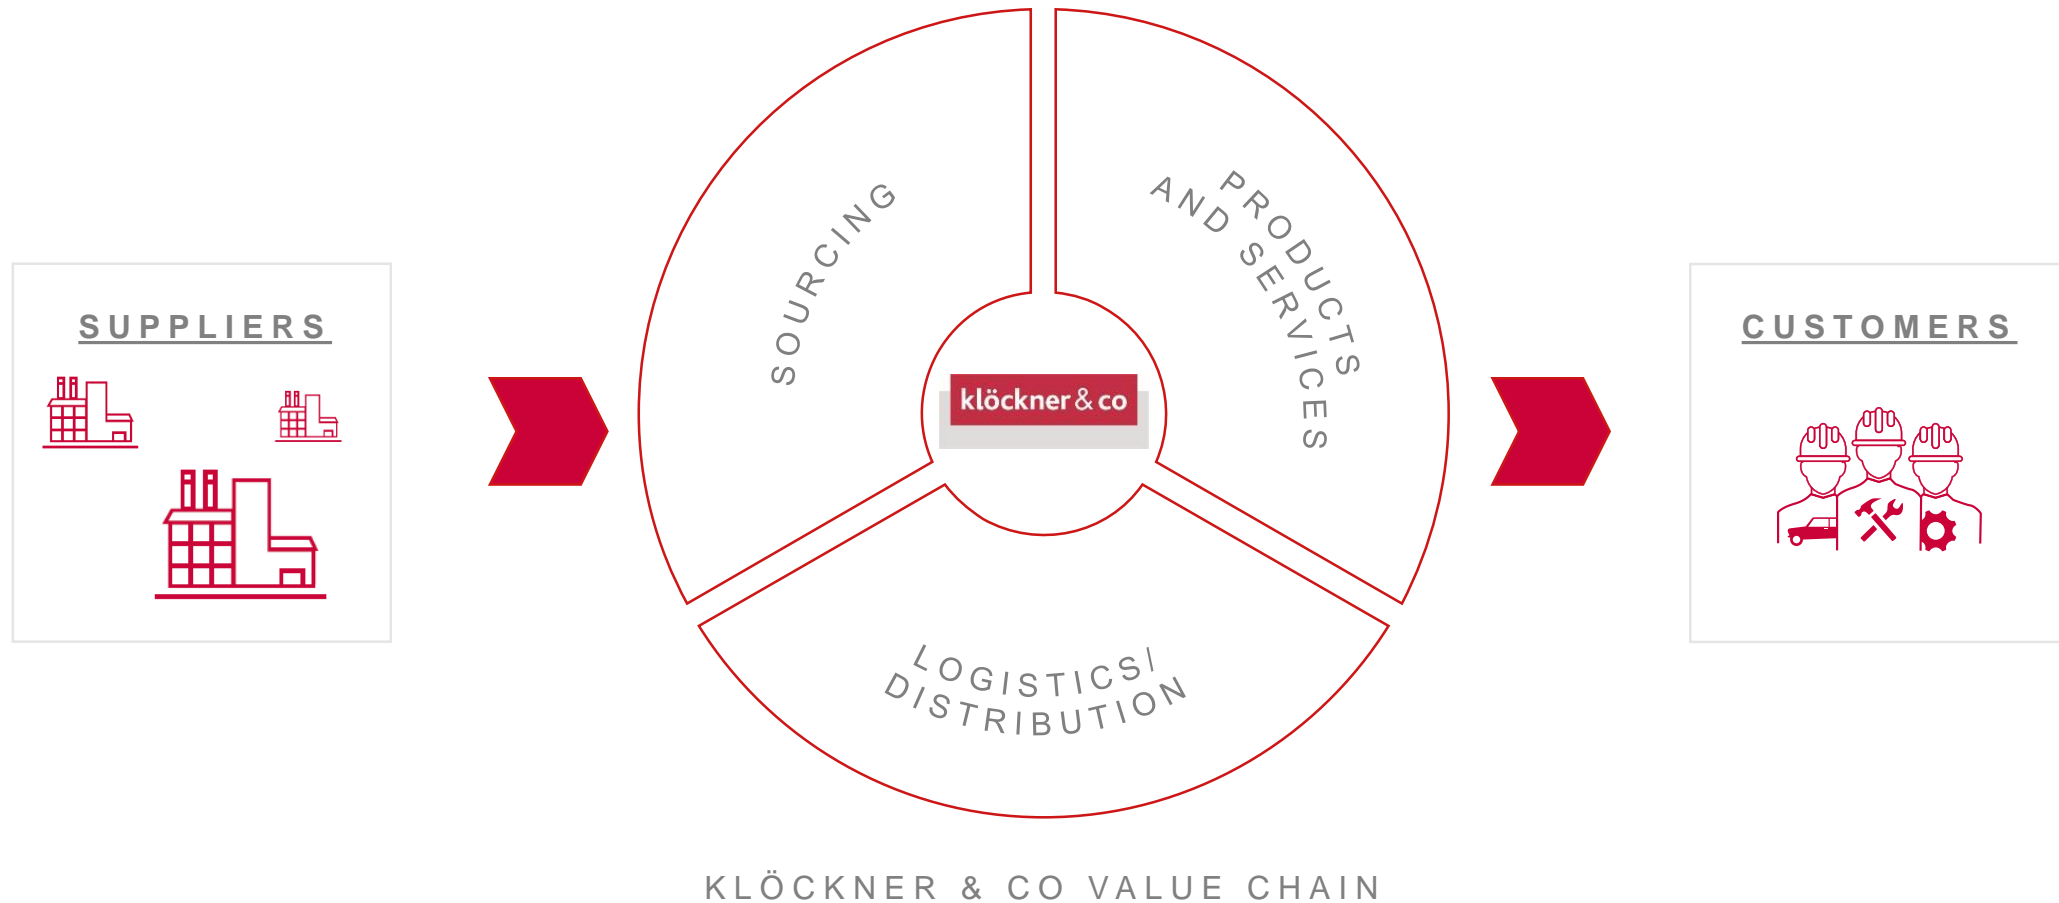 SUPPLIERS
SOURCING
PRODUCTS
AND SERVICES
klöckner & co
LOGISTICS/
DISTRIBUTION
CUSTOMERS
KLÖCKNER & CO VALUE CHAIN